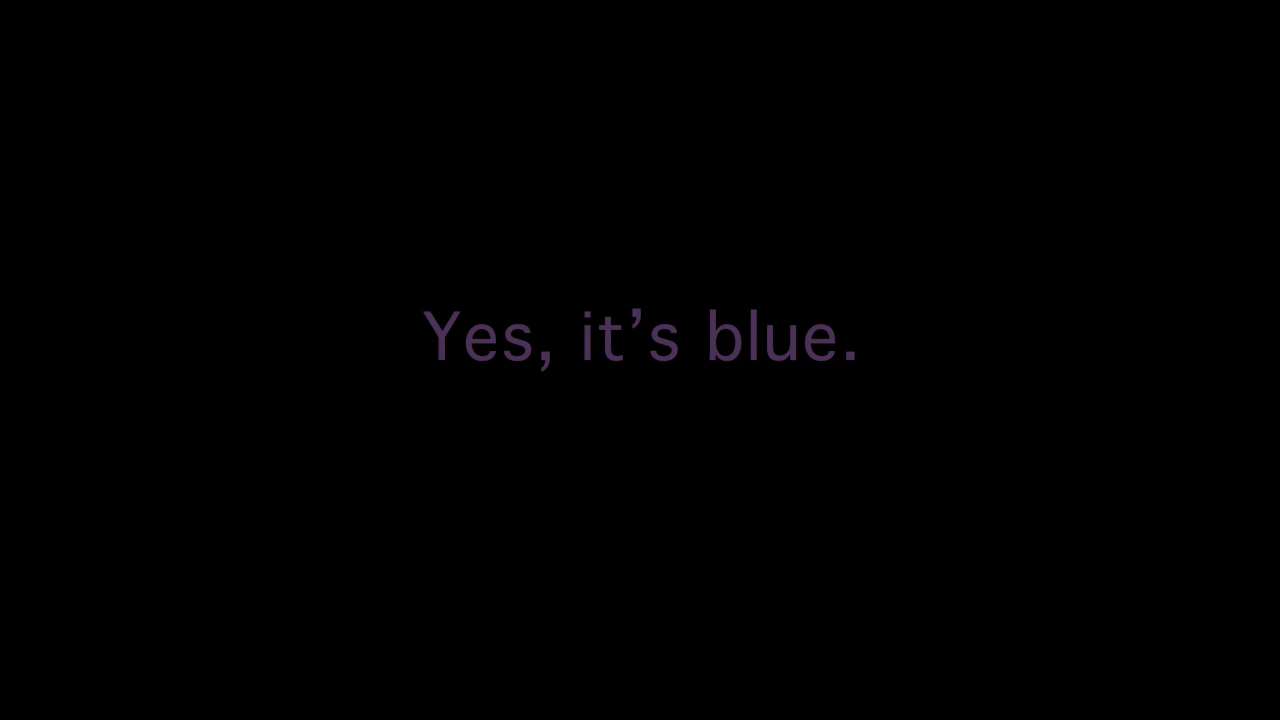 Yes, it’s blue.